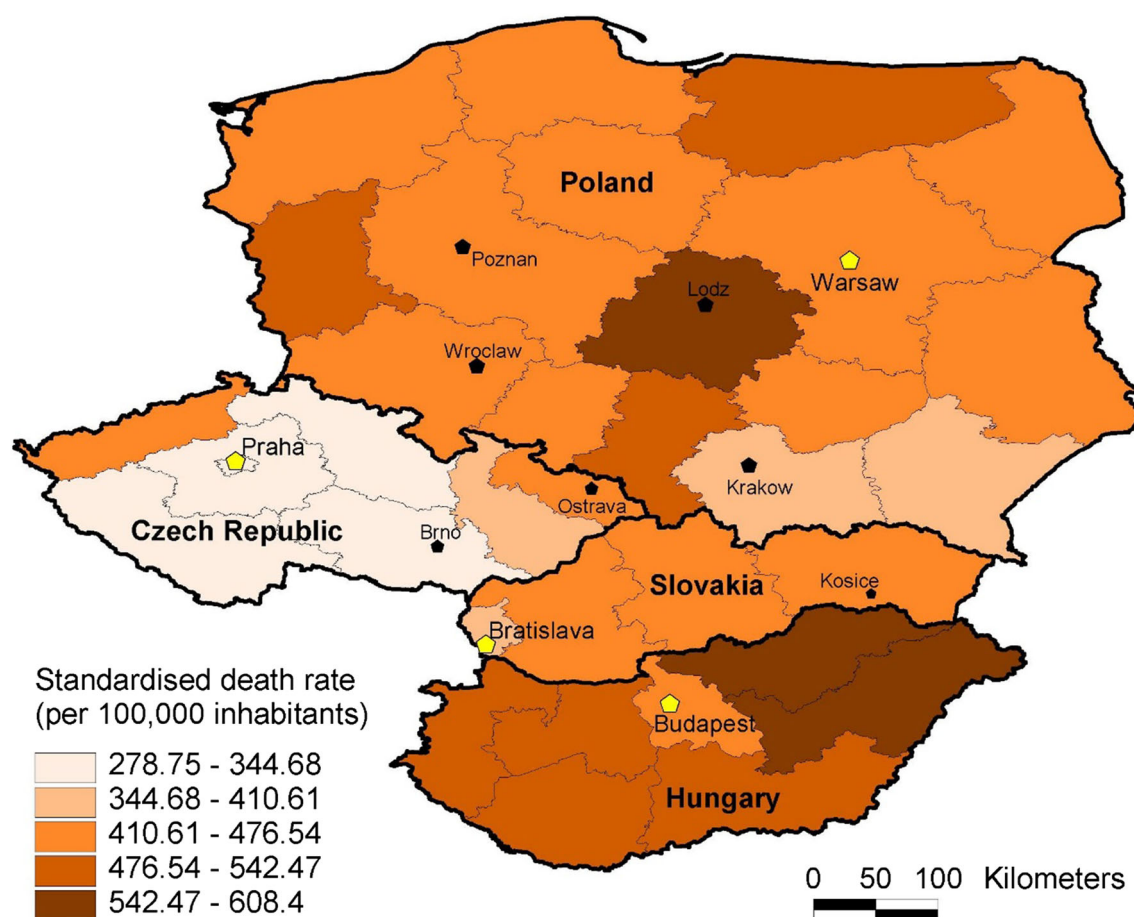 Poland
Poznan
Lodz
Warsaw
Wroclaw
Praha
Krakow
Ostrava
Czech Republic
Brno
Slovakia
Kosice
Bratislava
Budapest
Hungary
Standardised death rate
(per 100,000 inhabitants)
278.75 - 344.68
344.68 - 410.61
410.61 - 476.54
476.54 - 542.47
542.47 - 608.4
0 50 100 Kilometers